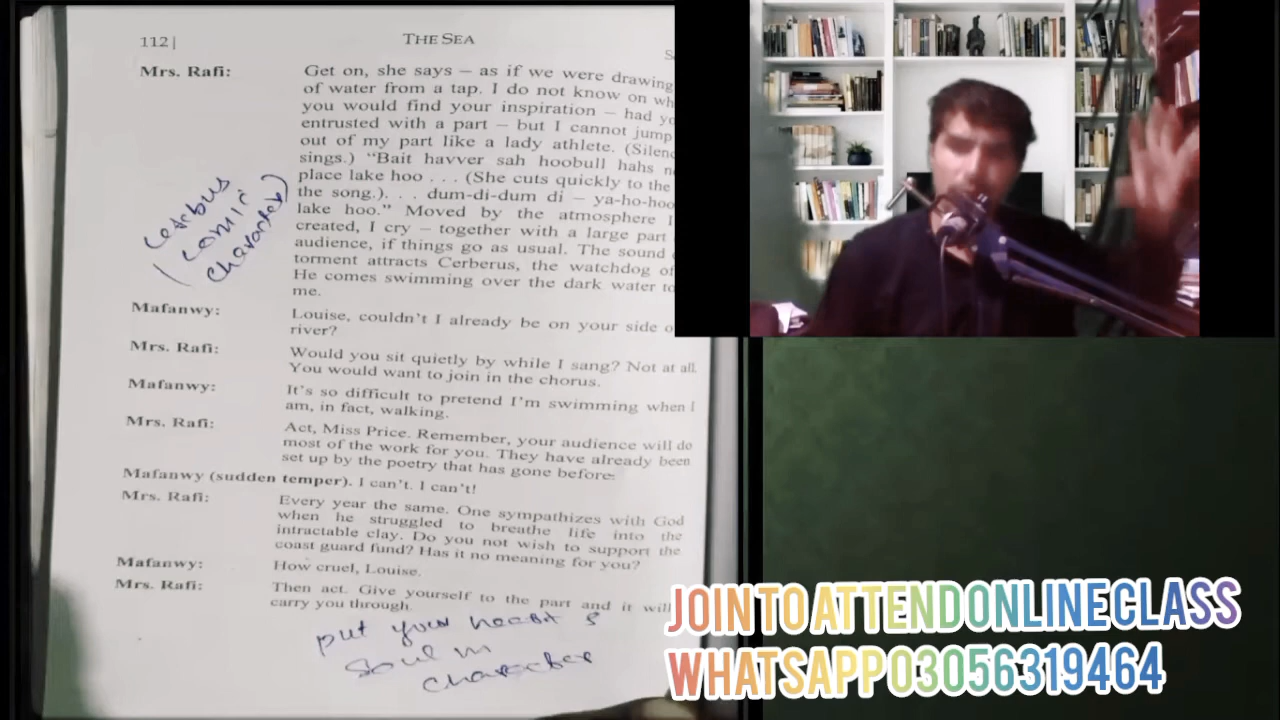 112| THE SEA
Mrs. Rafi: Get on, she says – as if we were drawing
of water from a tap. I do not know on
you would find your inspiration – had
entrusted with a part – but I cannot jump
out of my part like a lady athlete.
sings.) "Bait havver sah hoobull hahs
place lake hoo . . . (She cuts quickly to the
the song.). . . dum-di-dum di – ya-ho-hoo
lake hoo." Moved by the atmosphere I
created, I cry – together with a large part
audience, if things go as usual. The sound
torment attracts Cerberus, the watchdog of
He comes swimming over the dark water to
me.
(comic
character)
Mafanwy: Louise, couldn't I already be on your side
river?
Mrs. Rafi: Would you sit quietly by while I sang? Not at all.
You would want to join in the chorus.
Mafanwy: It's so difficult to pretend I'm swimming when I
am, in fact, walking.
Mrs. Rafi: Act, Miss Price. Remember, your audience will do
most of the work for you. They have already been
set up by the poetry that has gone before:
Mafanwy (sudden temper). I can't. I can't!
Mrs. Rafi: Every year the same. One sympathizes with God
when he struggled to breathe life into the
intractable clay. Do you not wish to support the
coast guard fund? Has it no meaning for you?
Mafanwy: How cruel, Louise.
Mrs. Rafi: Then act. Give yourself to the part and it will
carry you through.
put your heart &
soul in
character
JOIN TO ATTEND ONLINE CLASS
WHATSAPP 03056319464